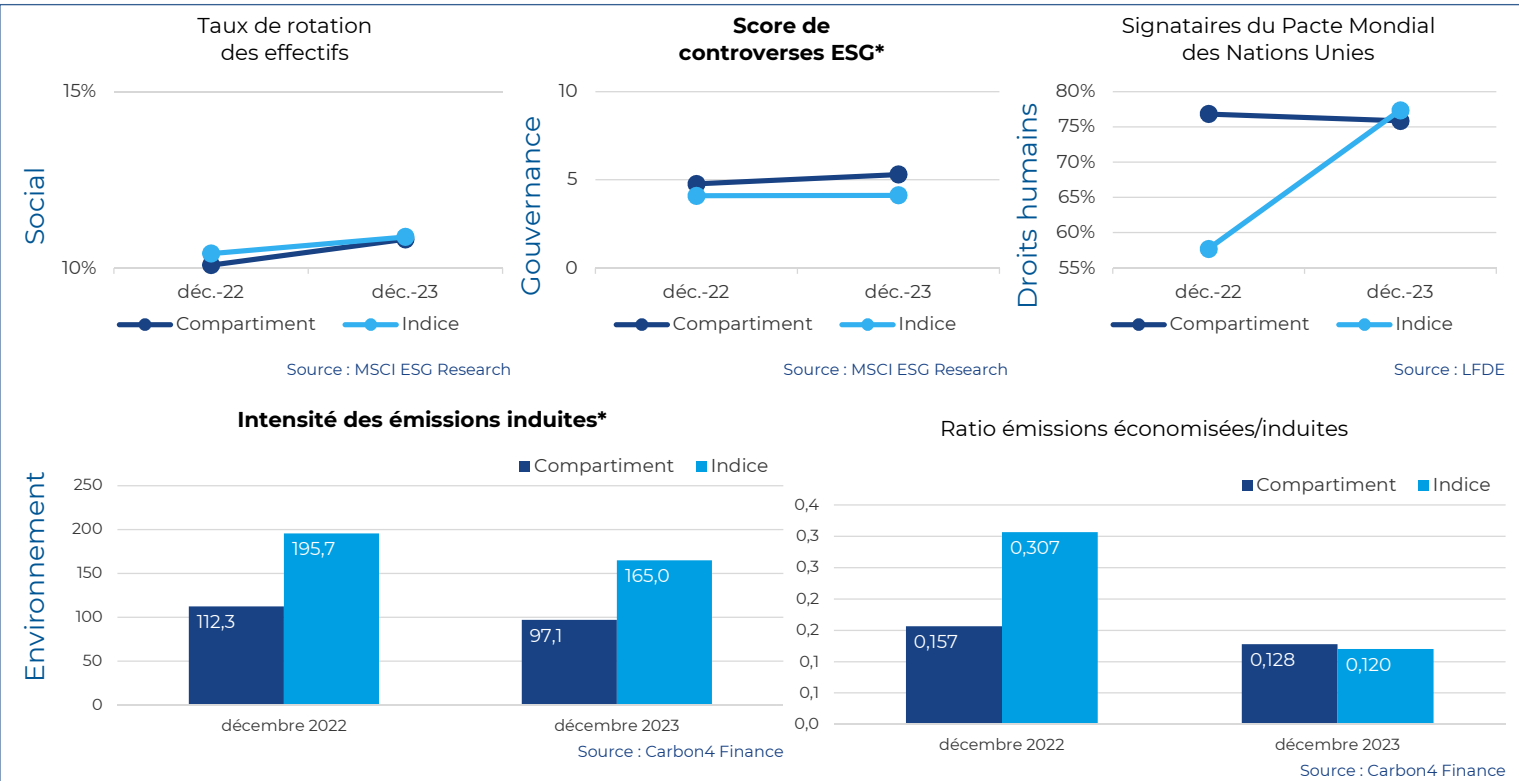 Taux de rotation
des effectifs
15%
10%
Social
déc.-22
déc.-23
Compartiment
Indice
Source : MSCI ESG Research
Score de
controverses ESG*
10
5
0
Gouvernance
déc.-22
déc.-23
Compartiment
Indice
Source : MSCI ESG Research
Signataires du Pacte Mondial
des Nations Unies
80%
75%
70%
65%
60%
55%
Droits humains
déc.-22
déc.-23
Compartiment
Indice
Source : LFDE
Intensité des émissions induites*
Compartiment
Indice
Environnement
250
200
150
100
50
0
112,3
195,7
97,1
165,0
décembre 2022
décembre 2023
Source : Carbon4 Finance
Ratio émissions économisées/induites
Compartiment
Indice
0,4
0,3
0,3
0,2
0,2
0,1
0,1
0,0
0,157
0,307
0,128
0,120
décembre 2022
décembre 2023
Source : Carbon4 Finance